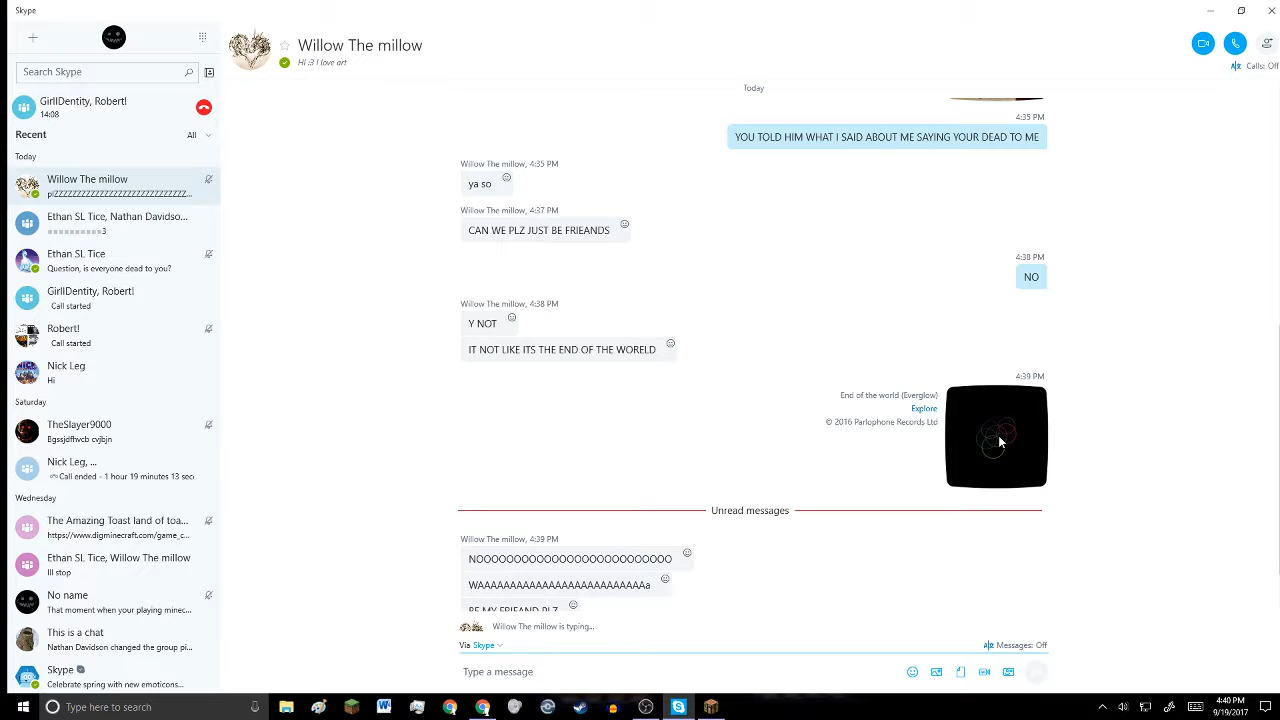 Skype
Search Skype
GirlIDentity, Robert!
14:08
Recent
All
Today
Willow The millow
plZZZZZZZZZZZZZZZZZZZZZZZZZZZZ...
Ethan SL Tice, Nathan Davidso...
Ethan SL Tice
Question, is everyone dead to you?
GirlIDentity, Robert!
Call started
Robert!
Call started
Nick Leg
Hi
Saturday
TheSlayer9000
Bgssjdfhvcb cvjbjn
Nick Leg, ...
Call ended - 1 hour 19 minutes 13 sec
Wednesday
The Amazing Toast land of toa...
https://www.digminecraft.com/game_c...
Ethan SL Tice, Willow The millow
Ill stop
No name
That moment when your playing minec...
This is a chat
Nathan Davidson changed the group pi...
Skype
Celebrate spring with new emoticons...
Willow The millow
HI :3 I love art
Calls: Off
Today
4:35 PM
YOU TOLD HIM WHAT I SAID ABOUT ME SAYING YOUR DEAD TO ME
Willow The millow, 4:35 PM
ya so
Willow The millow, 4:37 PM
CAN WE PLZ JUST BE FRIEANDS
4:38 PM
NO
Willow The millow, 4:38 PM
Y NOT
IT NOT LIKE ITS THE END OF THE WORELD
4:39 PM
End of the world (Everglow)
Explore
© 2016 Parlophone Records Ltd
Unread messages
Willow The millow, 4:39 PM
NOOOOOOOOOOOOOOOOOOOOOOOOOO
WAAAAAAAAAAAAAAAAAAAAAAAAAa
BE MY FRIEAND PLZ
Willow The millow is typing...
Via Skype
Messages: Off
Type a message
Type here to search
4:40 PM
9/19/2017